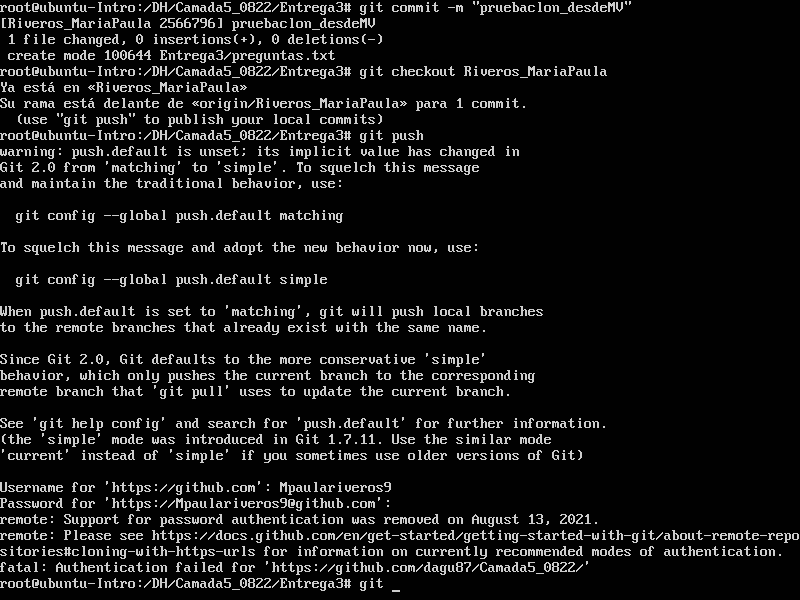 root@ubuntu-Intro:/DH/Camada5_0822/Entrega3# git commit -m "pruebaclon_desdeMV"
[Riveros_MariaPaula 2566796] pruebaclon_desdeMV
 1 file changed, 0 insertions(+), 0 deletions(-)
 create mode 100644 Entrega3/preguntas.txt
root@ubuntu-Intro:/DH/Camada5_0822/Entrega3# git checkout Riveros_MariaPaula
Ya está en «Riveros_MariaPaula»
Su rama está delante de «origin/Riveros_MariaPaula» para 1 commit.
  (use "git push" to publish your local commits)
root@ubuntu-Intro:/DH/Camada5_0822/Entrega3# git push
warning: push.default is unset; its implicit value has changed in
Git 2.0 from 'matching' to 'simple'. To squelch this message
and maintain the traditional behavior, use:

  git config --global push.default matching

To squelch this message and adopt the new behavior now, use:

  git config --global push.default simple

When push.default is set to 'matching', git will push local branches
to the remote branches that already exist with the same name.

Since Git 2.0, Git defaults to the more conservative 'simple'
behavior, which only pushes the current branch to the corresponding
remote branch that 'git pull' uses to update the current branch.

See 'git help config' and search for 'push.default' for further information.
(the 'simple' mode was introduced in Git 1.7.11. Use the similar mode
'current' instead of 'simple' if you sometimes use older versions of Git)

Username for 'https://github.com': Mpaulariveros9
Password for 'https://Mpaulariveros9@github.com':
remote: Support for password authentication was removed on August 13, 2021.
remote: Please see https://docs.github.com/en/get-started/getting-started-with-git/about-remote-repo
sitories#cloning-with-https-urls for information on currently recommended modes of authentication.
fatal: Authentication failed for 'https://github.com/dagu87/Camada5_0822/'
root@ubuntu-Intro:/DH/Camada5_0822/Entrega3# git _